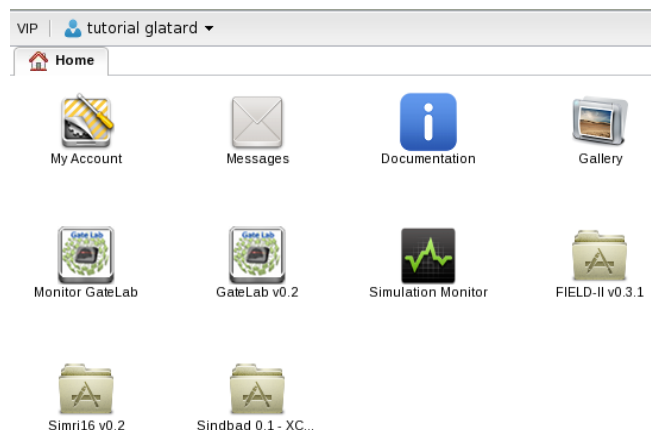 VIP tutorial glatard
Home
My Account Messages Documentation Gallery
Gate Lab Gate Lab
Monitor GateLab GateLab v0.2 Simulation Monitor FIELD-II v0.3.1
Simri16 v0.2 Sindbad 0.1 - XC...